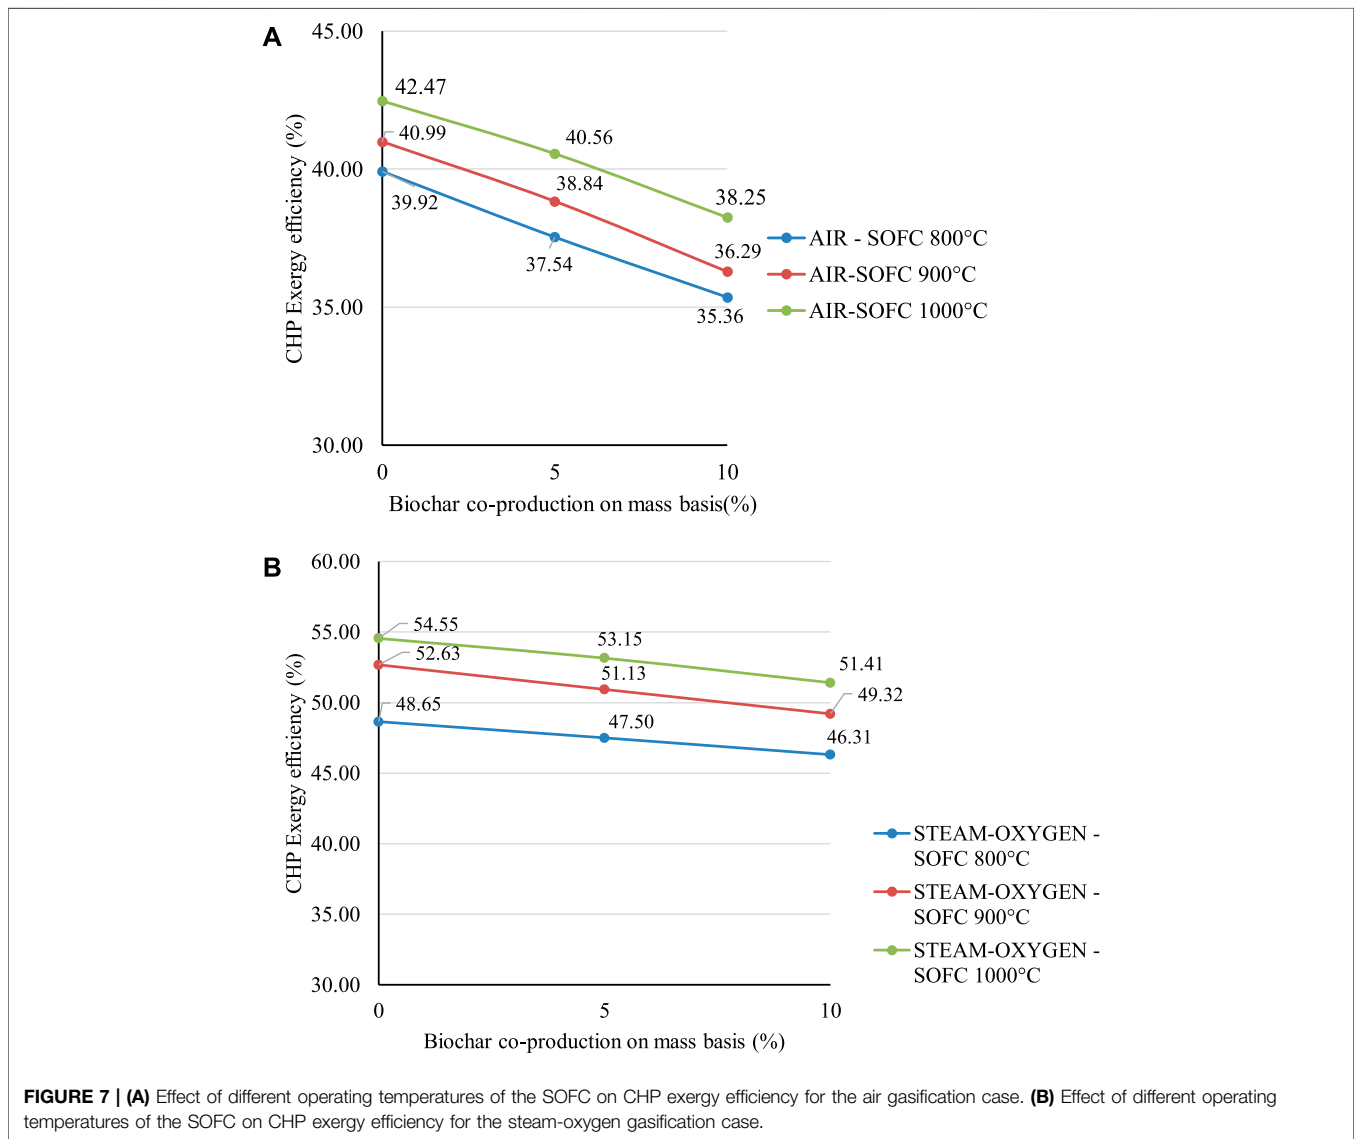 A
45.00
40.00
35.00
30.00
CHP Exergy efficiency (%)
42.47
40.99
39.92
40.56
38.84
37.54
38.25
36.29
35.36
0
5
10
Biochar co-production on mass basis(%)
AIR - SOFC 800°C
AIR-SOFC 900°C
AIR-SOFC 1000°C
B
60.00
55.00
50.00
45.00
40.00
35.00
30.00
CHP Exergy efficiency (%)
54.55
52.63
48.65
53.15
51.13
47.50
51.41
49.32
46.31
0
5
10
Biochar co-production on mass basis (%)
STEAM-OXYGEN -
SOFC 800°C
STEAM-OXYGEN -
SOFC 900°C
STEAM-OXYGEN -
SOFC 1000°C
FIGURE 7 | (A) Effect of different operating temperatures of the SOFC on CHP exergy efficiency for the air gasification case. (B) Effect of different operating
temperatures of the SOFC on CHP exergy efficiency for the steam-oxygen gasification case.